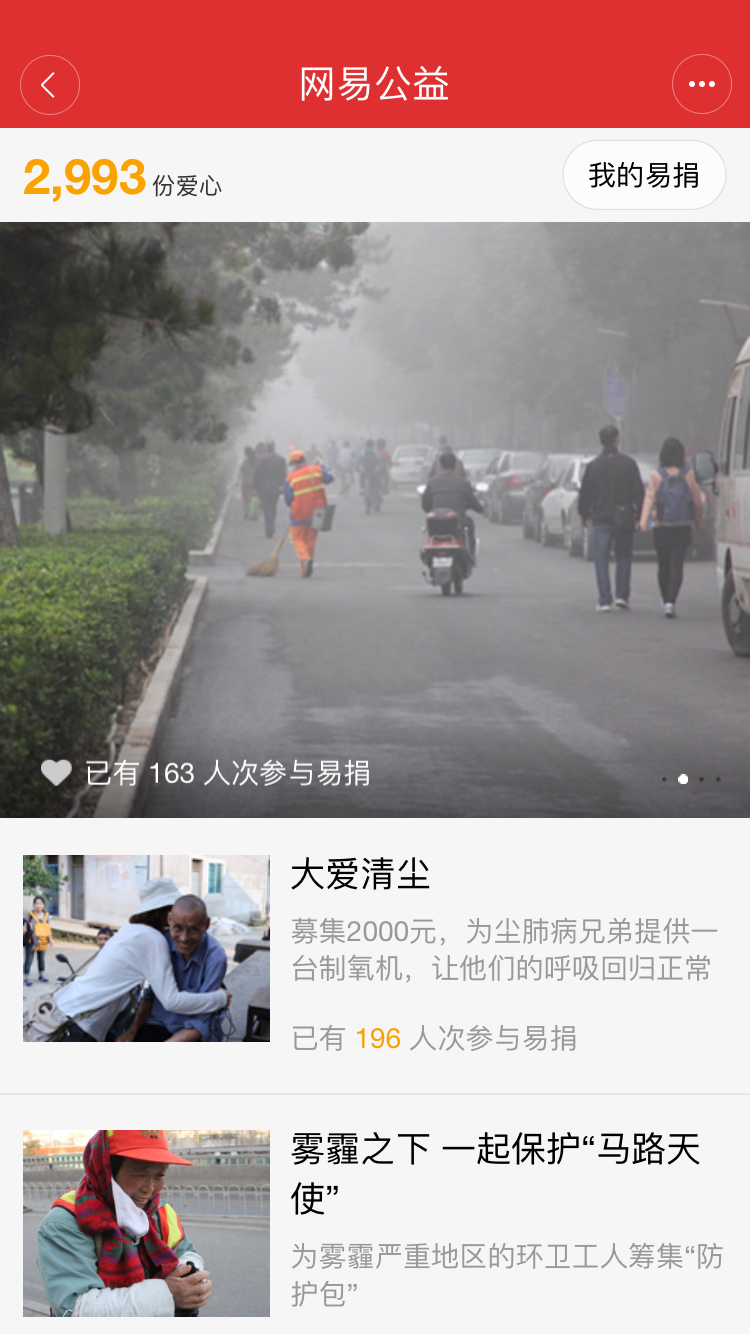 网易公益
2,993 份爱心
我的易捐
已有 163 人次参与易捐
大爱清尘
募集2000元，为尘肺病兄弟提供一
台制氧机，让他们的呼吸回归正常
已有 196 人次参与易捐
雾霾之下 一起保护“马路天
使”
为雾霾严重地区的环卫工人筹集“防
护包”